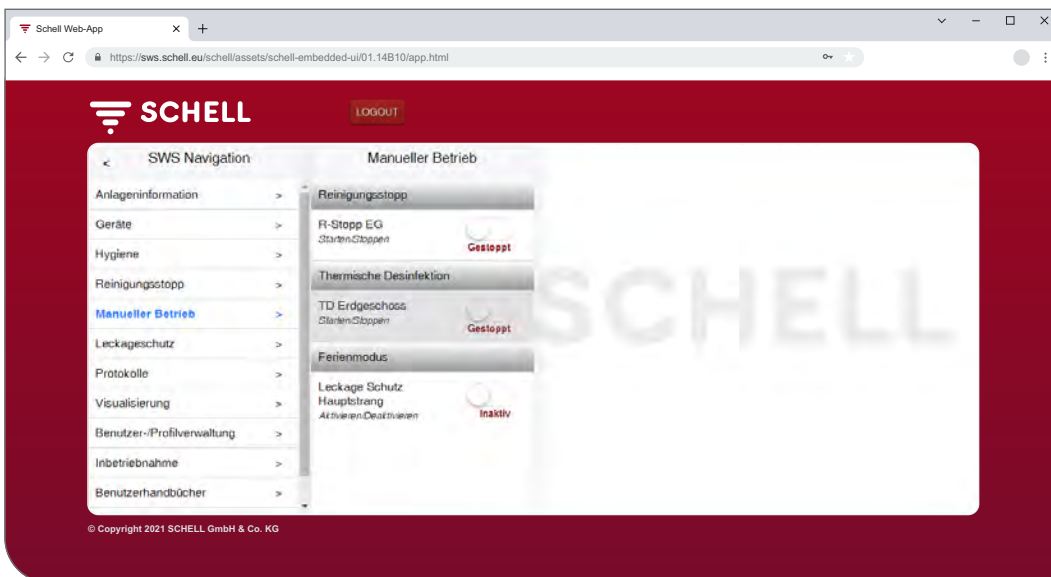 Schell Web-App
https://sws.schell.eu/schell/assets/schell-embedded-ui/01.14B10/app.html
SCHELL
LOGOUT
SWS Navigation
Anlageninformation
Geräte
Hygiene
Reinigungsstopp
Manueller Betrieb
Leckageschutz
Protokolle
Visualisierung
Benutzer-/Profilverwaltung
Inbetriebnahme
Benutzerhandbücher
Manueller Betrieb
Reinigungsstopp
R-Stopp EG
Starten/Stoppen
Gestoppt
Thermische Desinfektion
TD Erdgeschoss
Starten/Stoppen
Gestoppt
Ferienmodus
Leckage Schutz
Hauptstrang
Aktivieren/Deaktivieren
Inaktiv
SCHELL
© Copyright 2021 SCHELL GmbH & Co. KG